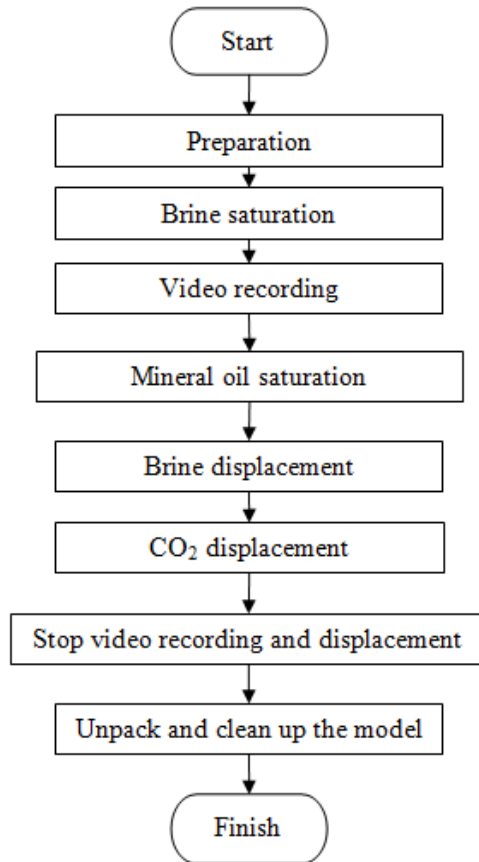 Start
Preparation
Brine saturation
Video recording
Mineral oil saturation
Brine displacement
CO₂ displacement
Stop video recording and displacement
Unpack and clean up the model
Finish